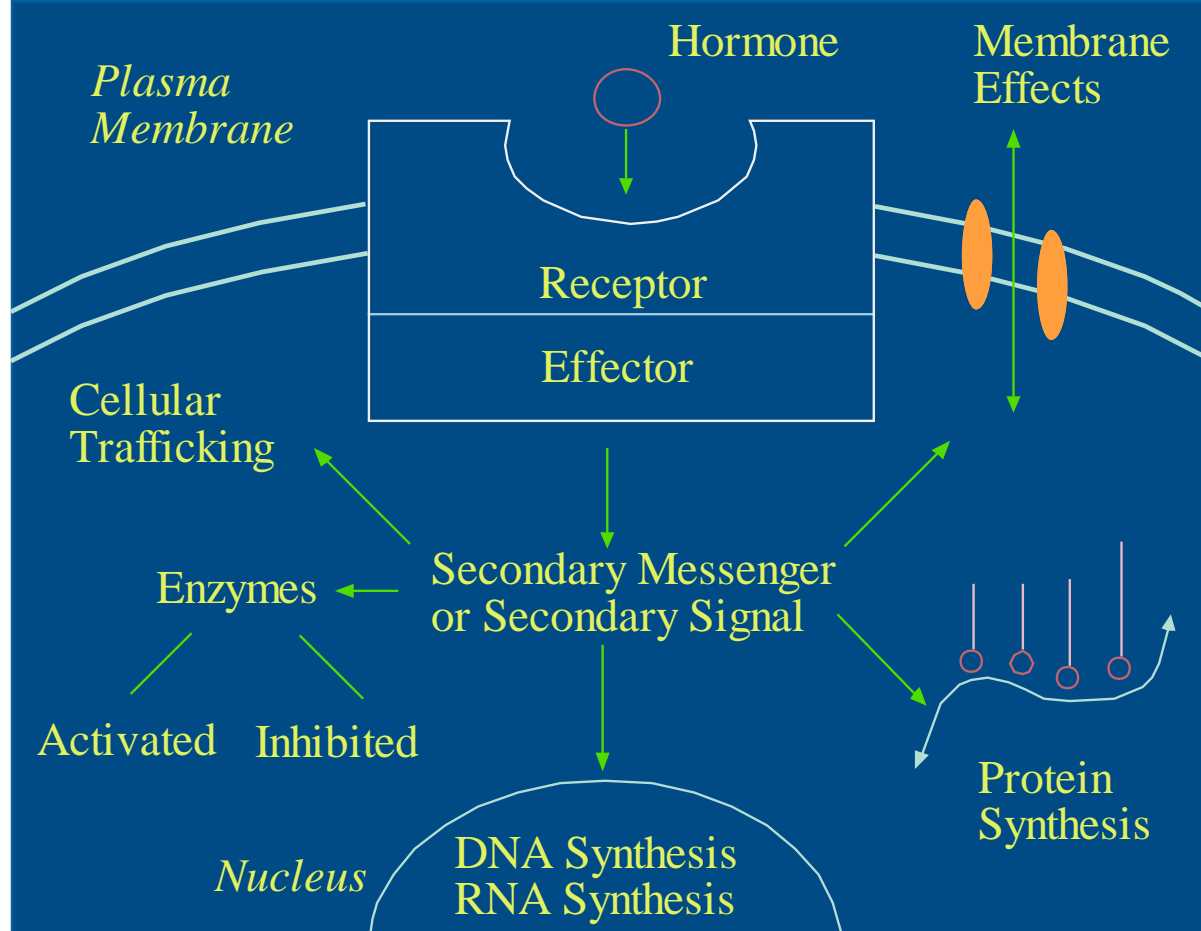 Hormone
Membrane
Effects
Plasma
Membrane
Receptor
Effector
Cellular
Trafficking
Secondary Messenger
or Secondary Signal
Enzymes
Activated
Inhibited
Protein
Synthesis
DNA Synthesis
RNA Synthesis
Nucleus